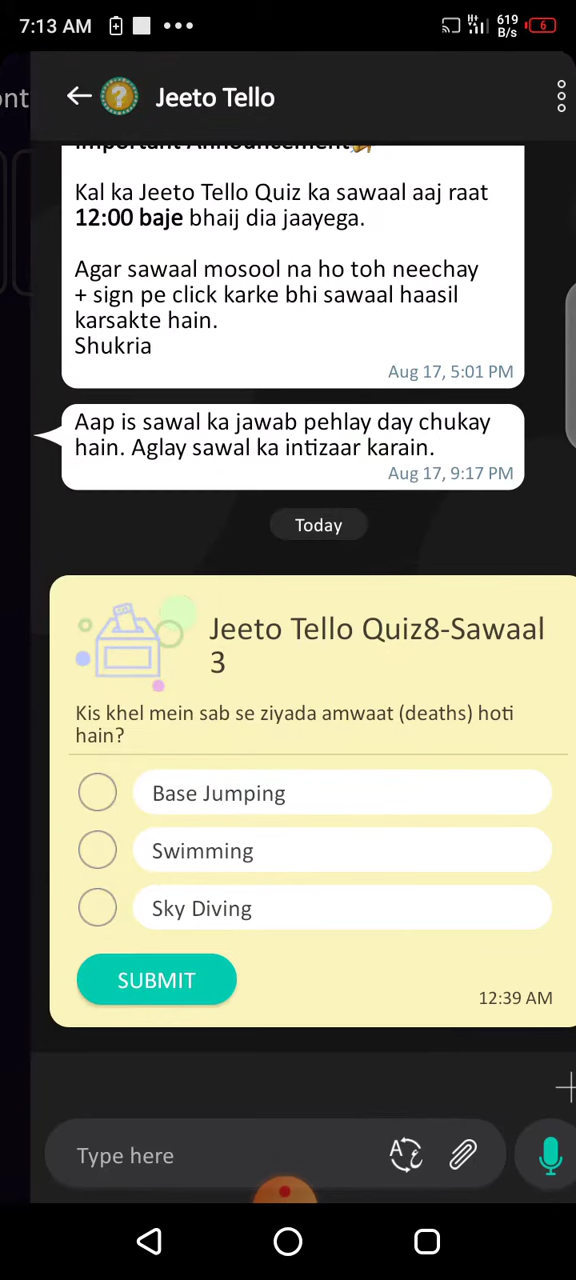 7:13 AM
619
B/s
6
ont
Jeeto Tello
Important Announcement
Kal ka Jeeto Tello Quiz ka sawaal aaj raat
12:00 baje bhaij dia jaayega.
Agar sawaal mosool na ho toh neechay
+ sign pe click karke bhi sawaal haasil
karsakte hain.
Shukria
Aug 17, 5:01 PM
Aap is sawal ka jawab pehlay day chukay
hain. Aglay sawal ka intizaar karain.
Aug 17, 9:17 PM
Today
Jeeto Tello Quiz8-Sawaal
3
Kis khel mein sab se ziyada amwaat (deaths) hoti
hain?
Base Jumping
Swimming
Sky Diving
SUBMIT
12:39 AM
Type here